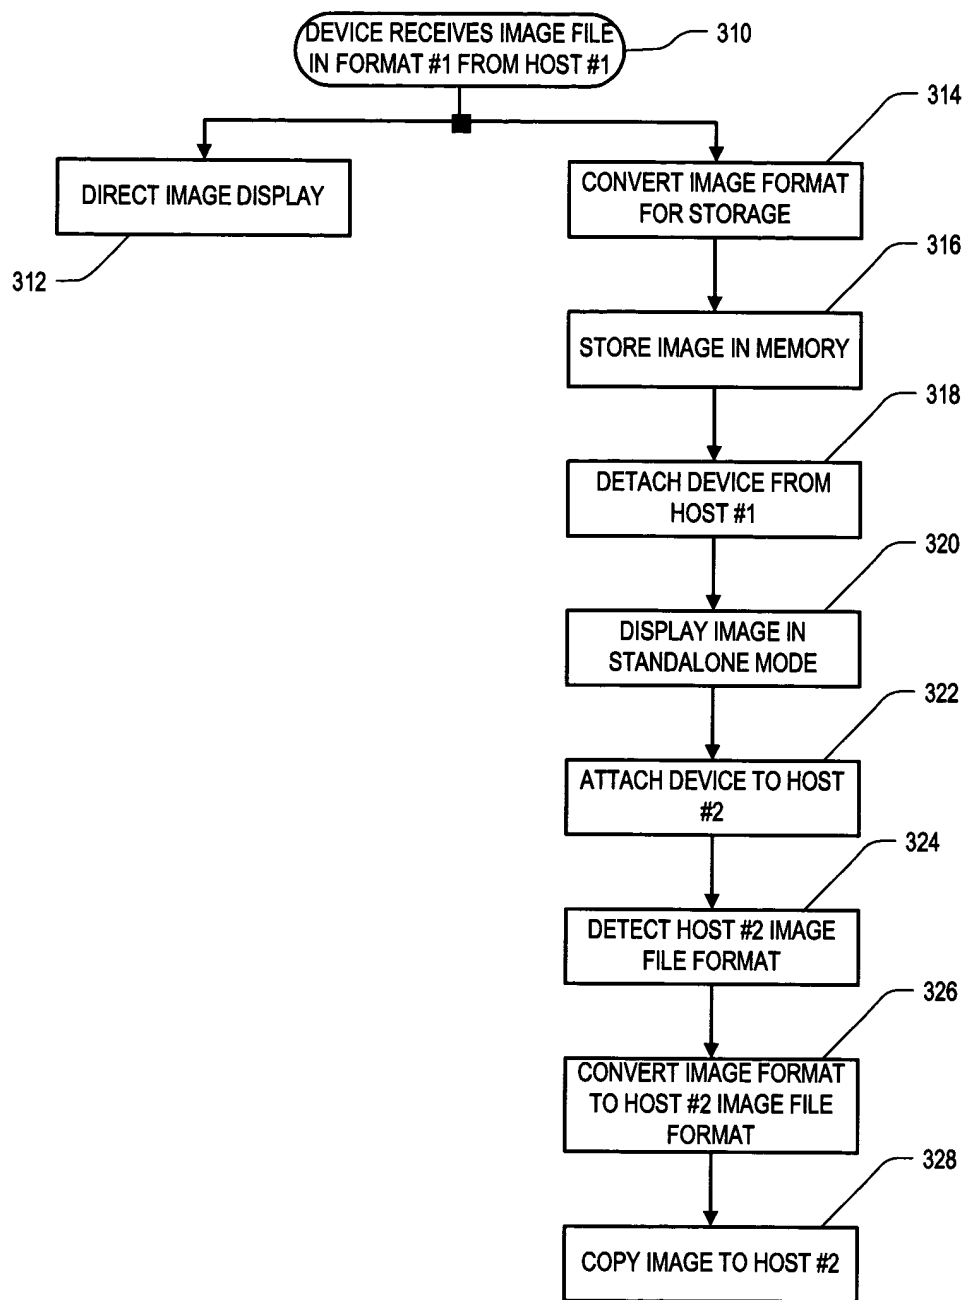 DEVICE RECEIVES IMAGE FILE
IN FORMAT #1 FROM HOST #1
310
314
DIRECT IMAGE DISPLAY
312
CONVERT IMAGE FORMAT
FOR STORAGE
316
STORE IMAGE IN MEMORY
318
DETACH DEVICE FROM
HOST #1
320
DISPLAY IMAGE IN
STANDALONE MODE
322
ATTACH DEVICE TO HOST
#2
324
DETECT HOST #2 IMAGE
FILE FORMAT
326
CONVERT IMAGE FORMAT
TO HOST #2 IMAGE FILE
FORMAT
328
COPY IMAGE TO HOST #2